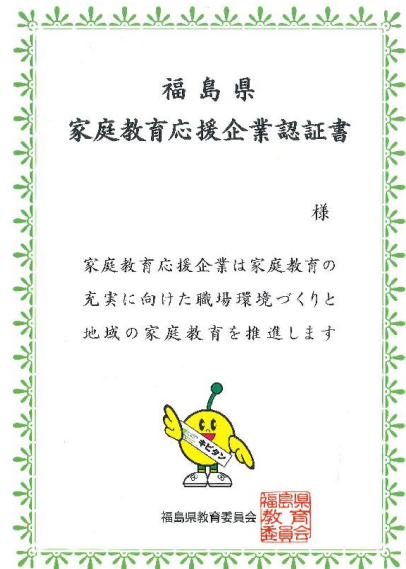 福島県
家庭教育応援企業認証書
様
家庭教育応援企業は家庭教育の
充実に向けた職場環境づくりと
地域の家庭教育を推進します
キビタン
福島県教育委員会
福島県
教育
委員会